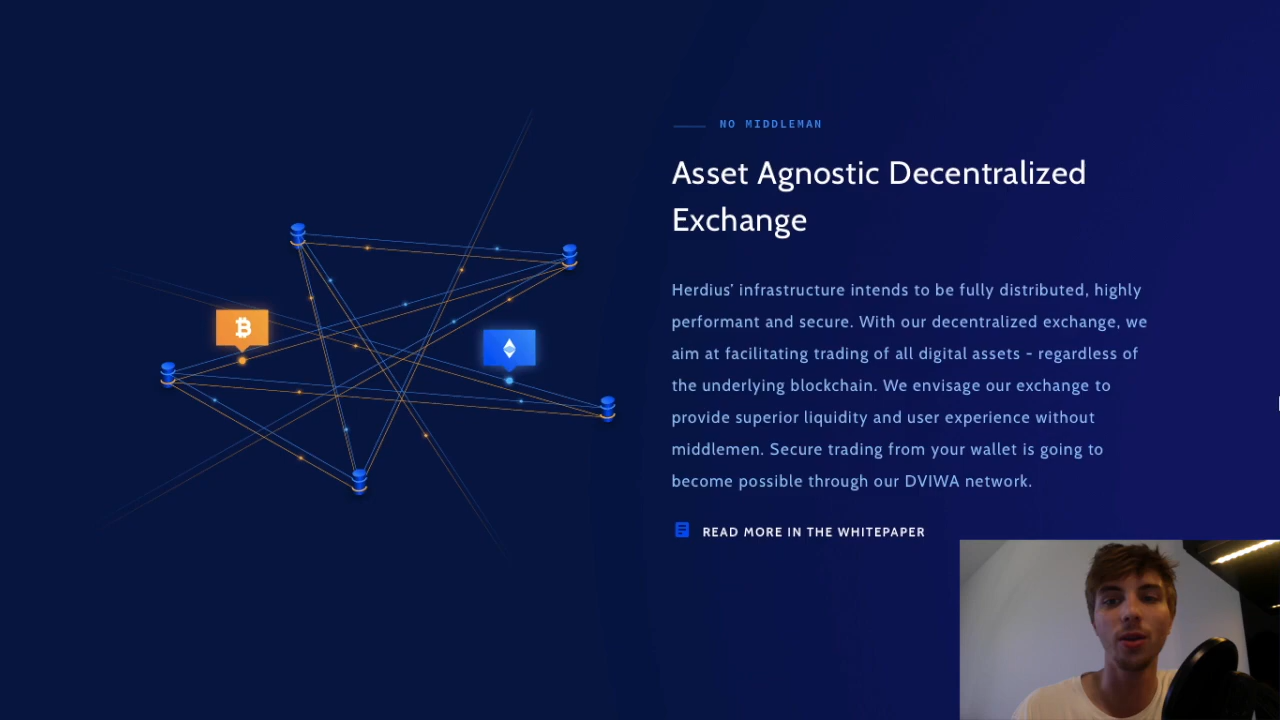 NO MIDDLEMAN
Asset Agnostic Decentralized
Exchange
Herdius' infrastructure intends to be fully distributed, highly
performant and secure. With our decentralized exchange, we
aim at facilitating trading of all digital assets - regardless of
the underlying blockchain. We envisage our exchange to
provide superior liquidity and user experience without
middlemen. Secure trading from your wallet is going to
become possible through our DVIWA network.
READ MORE IN THE WHITEPAPER